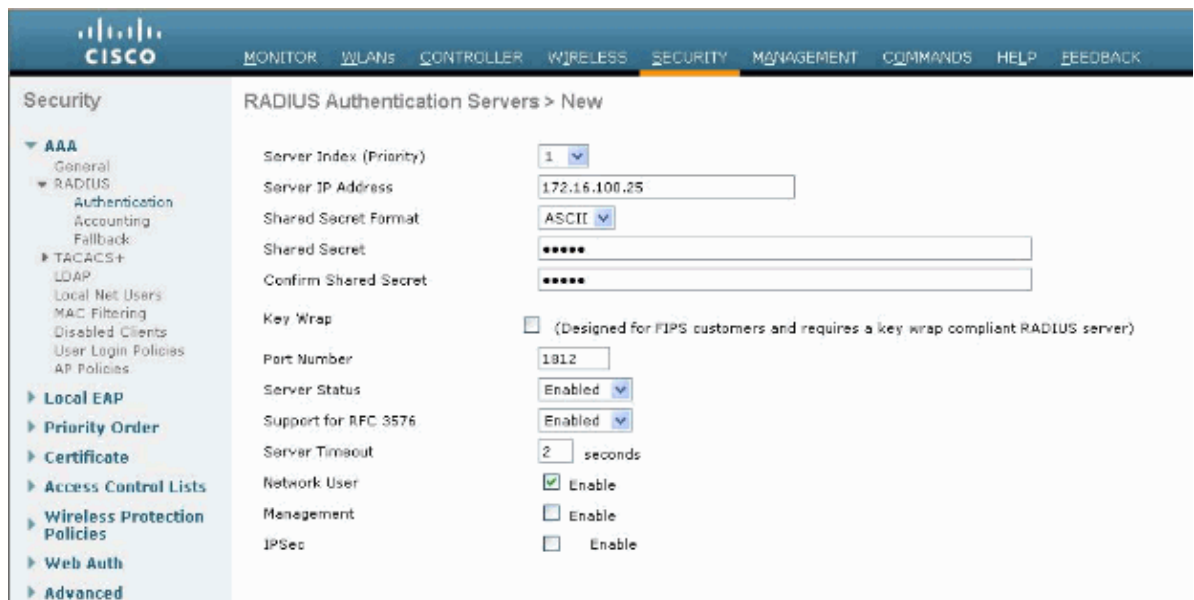 CISCO
MONITOR WLANs CONTROLLER WIRELESS SECURITY MANAGEMENT COMMANDS HELP FEEDBACK
Security
AAA
General
RADIUS
Authentication
Accounting
Fallback
TACACS+
LDAP
Local Net Users
MAC Filtering
Disabled Clients
User Login Policies
AP Policies
Local EAP
Priority Order
Certificate
Access Control Lists
Wireless Protection
Policies
Web Auth
Advanced
RADIUS Authentication Servers > New
Server Index (Priority) 1
Server IP Address 172.16.100.25
Shared Secret Format ASCII
Shared Secret •••••
Confirm Shared Secret •••••
Key Wrap (Designed for FIPS customers and requires a key wrap compliant RADIUS server)
Port Number 1812
Server Status Enabled
Support for RFC 3576 Enabled
Server Timeout 2 seconds
Network User Enable
Management Enable
IPSec Enable